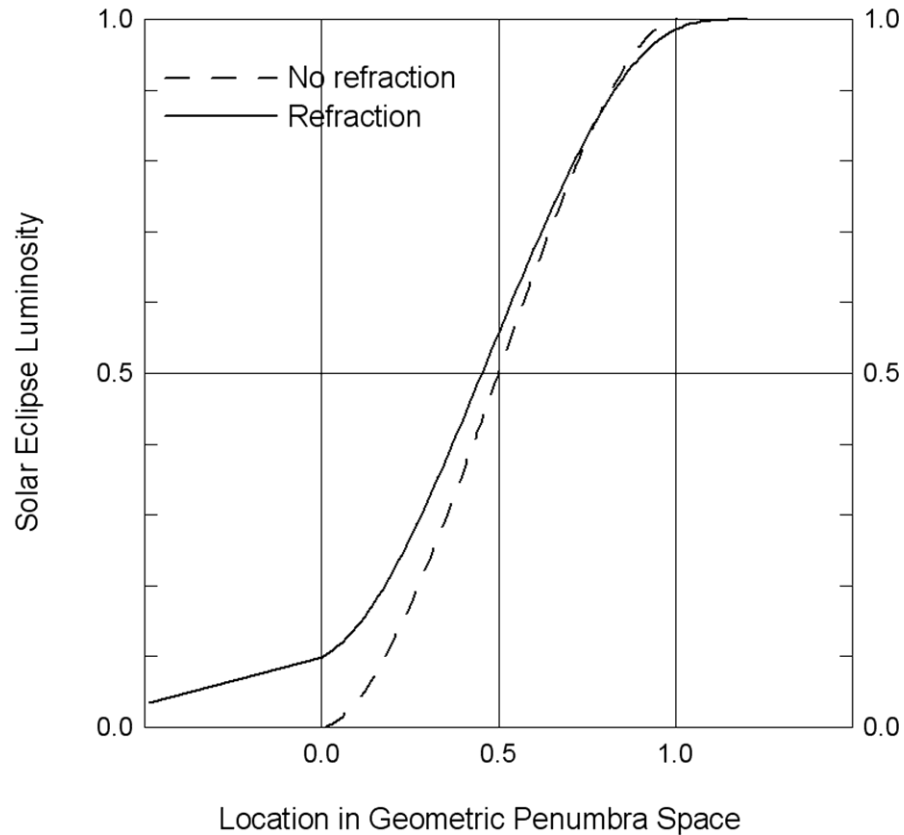 1.0 1.0
No refraction
Refraction
Solar Eclipse Luminosity
0.5 0.5
0.0 0.0
0.0 0.5 1.0
Location in Geometric Penumbra Space